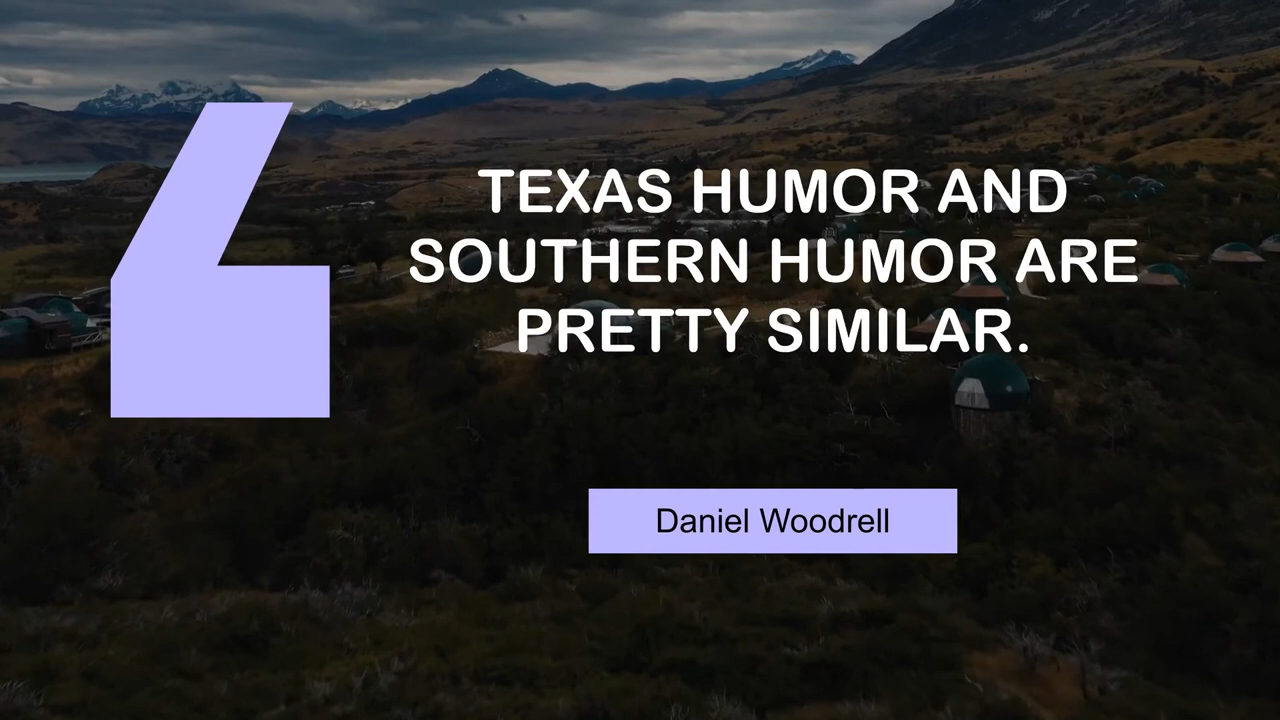 TEXAS HUMOR AND
SOUTHERN HUMOR ARE
PRETTY SIMILAR.
Daniel Woodrell